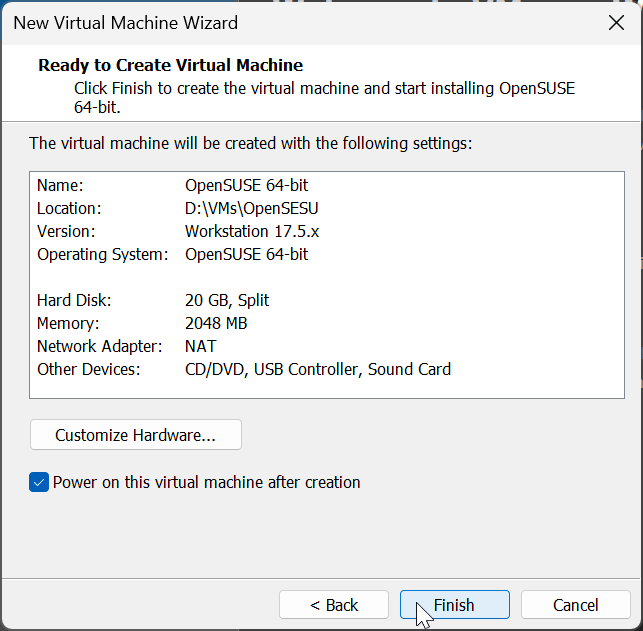 New Virtual Machine Wizard
Ready to Create Virtual Machine
Click Finish to create the virtual machine and start installing OpenSUSE
64-bit.
The virtual machine will be created with the following settings:
Name: OpenSUSE 64-bit
Location: D:\VMs\OpenSESU
Version: Workstation 17.5.x
Operating System: OpenSUSE 64-bit
Hard Disk: 20 GB, Split
Memory: 2048 MB
Network Adapter: NAT
Other Devices: CD/DVD, USB Controller, Sound Card
Customize Hardware...
Power on this virtual machine after creation
< Back Finish Cancel